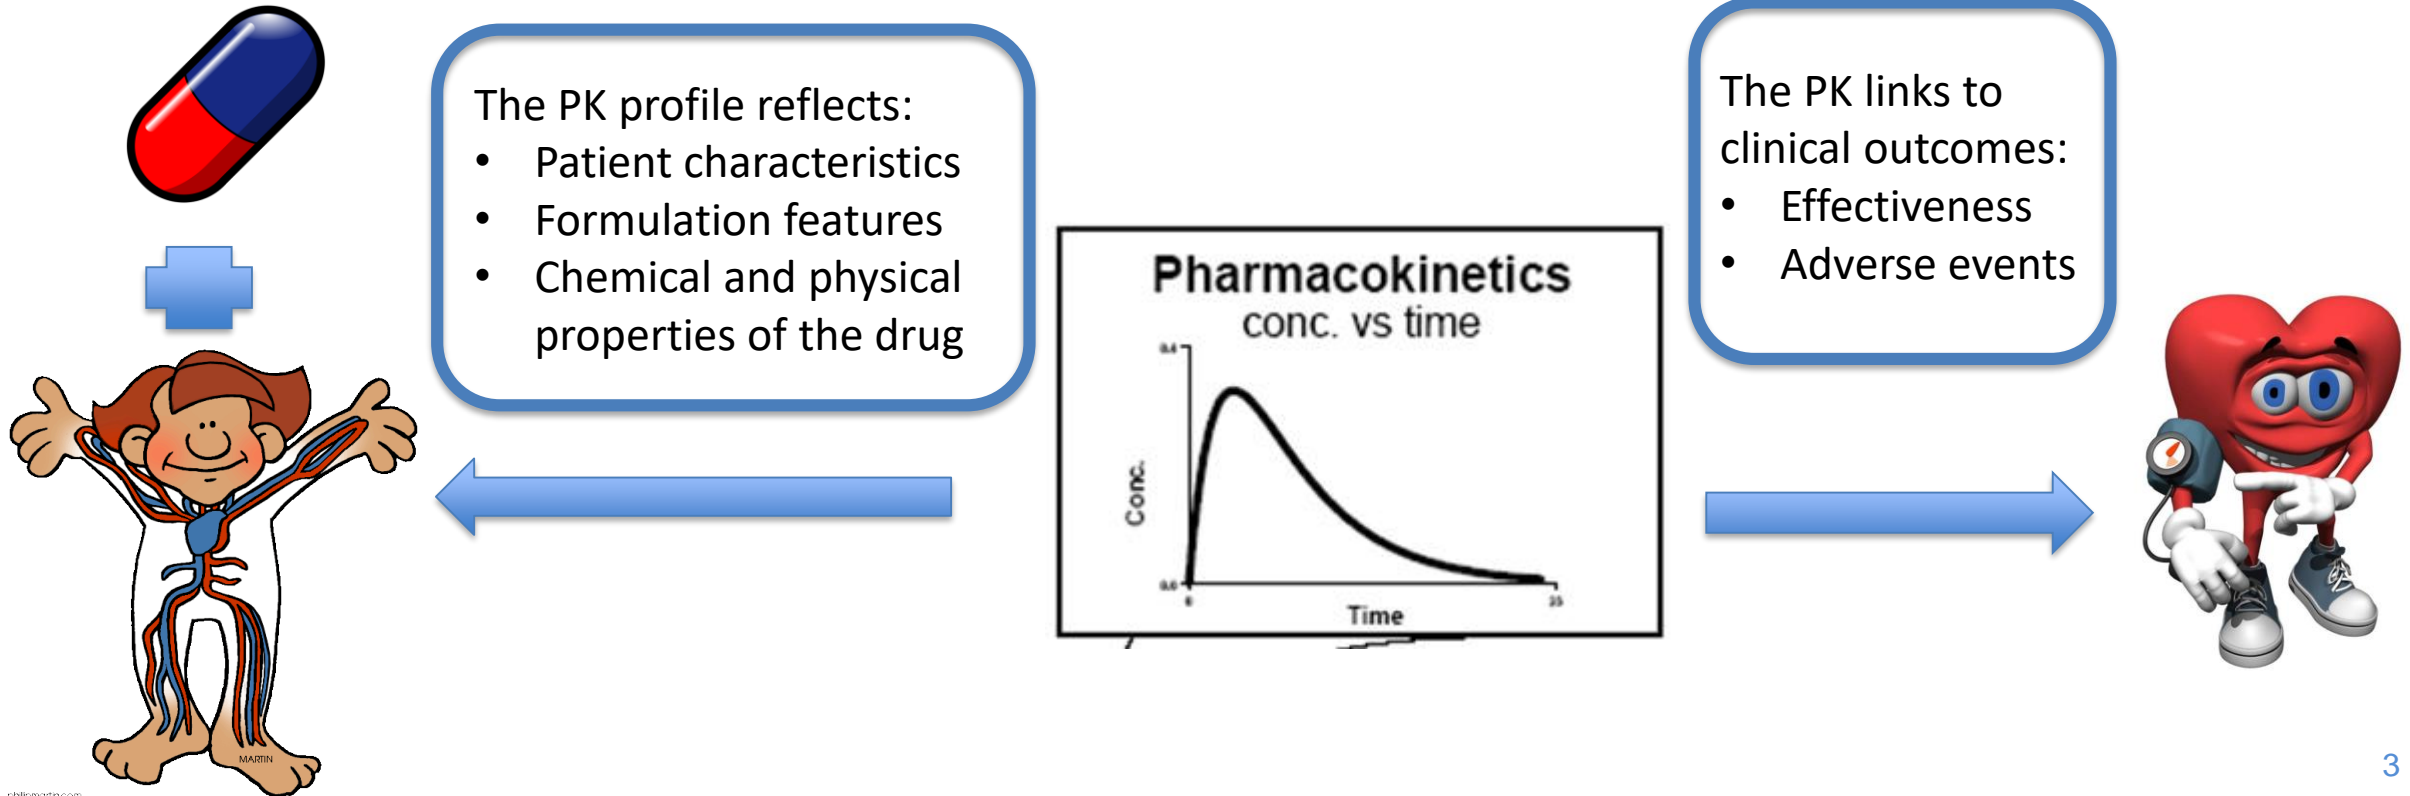 The PK profile reflects:
• Patient characteristics
• Formulation features
• Chemical and physical
properties of the drug
Pharmacokinetics
conc. vs time
Conc.
Time
The PK links to
clinical outcomes:
• Effectiveness
• Adverse events
MARTIN
3